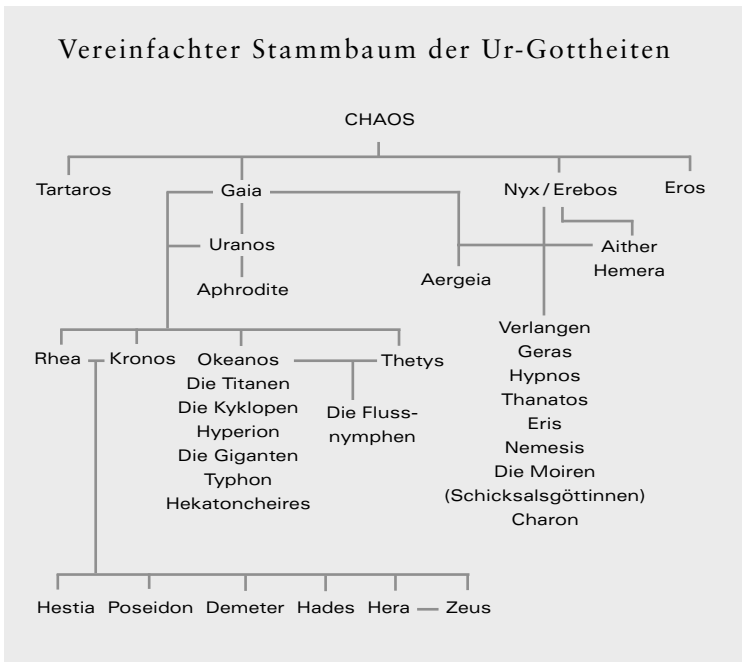 Vereinfachter Stammbaum der Ur-Gottheiten
CHAOS
Tartaros Gaia Nyx / Erebos Eros
Uranos Aither
Aergeia Hemera
Aphrodite
Verlangen
Rhea Kronos Okeanos Thetys Geras
Die Titanen Hypnos
Die Kyklopen Die Fluss- Thanatos
Hyperion nymphen Eris
Die Giganten Nemesis
Typhon Die Moiren
Hekatoncheires (Schicksalsgöttinnen)
Charon
Hestia Poseidon Demeter Hades Hera Zeus